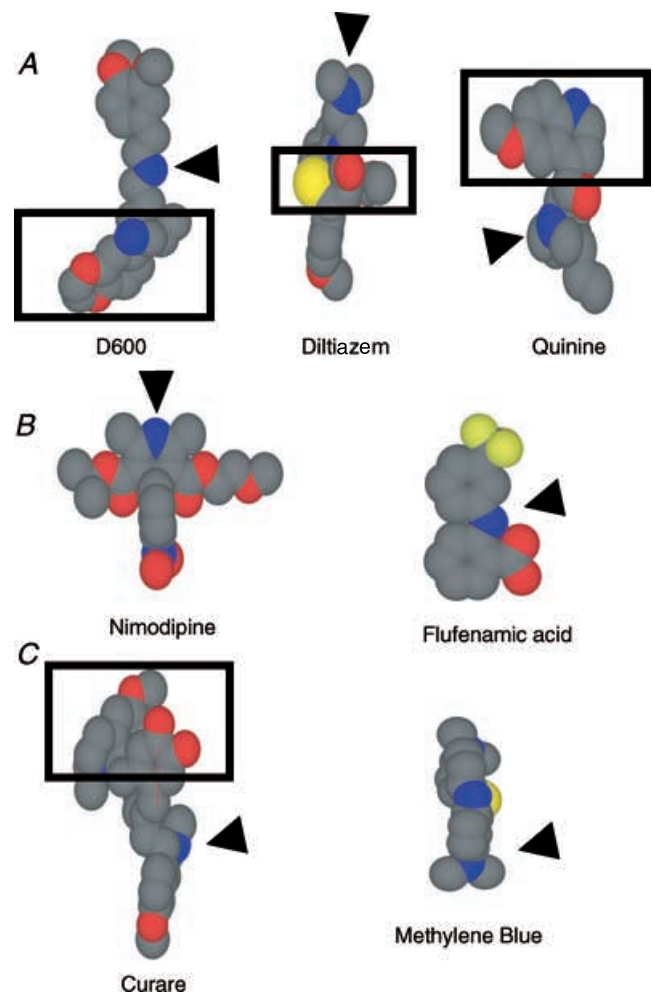 A
D600
Diltiazem
Quinine
B
Nimodipine
Flufenamic acid
C
Curare
Methylene Blue